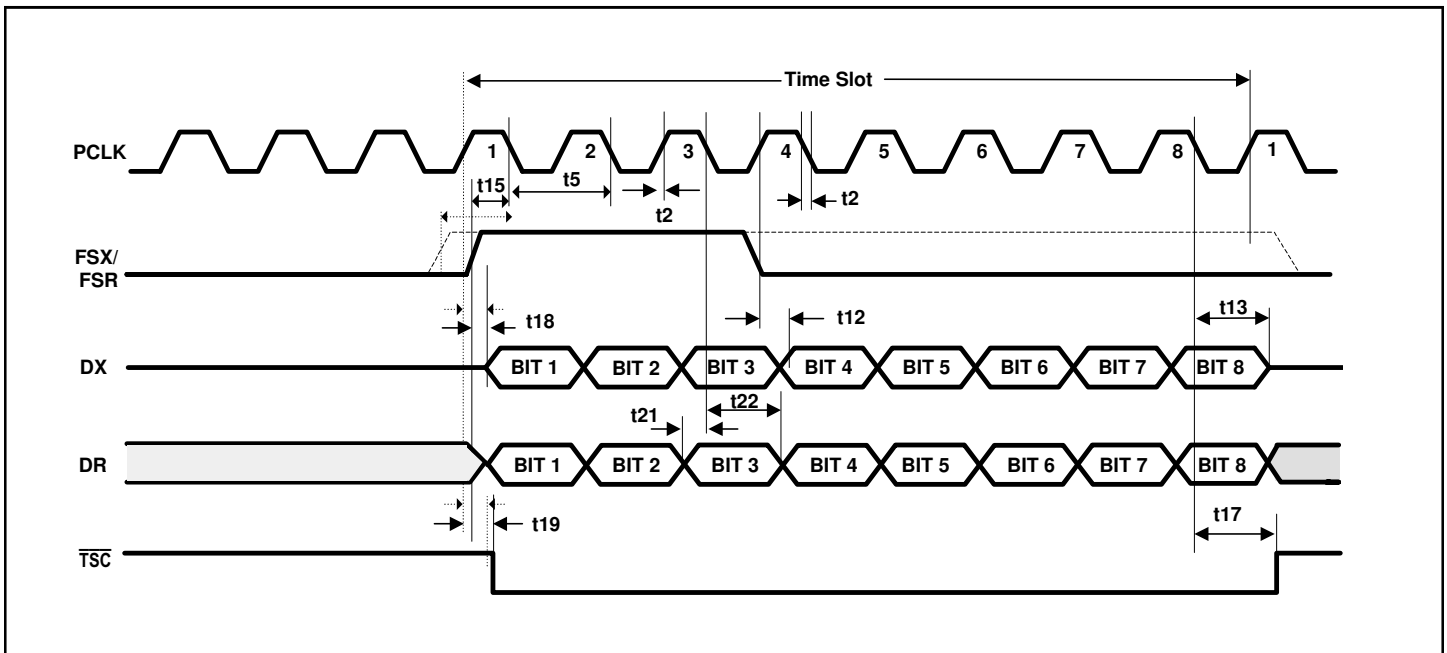 Time Slot
PCLK 1 2 3 4 5 6 7 8 1
t15 t5 t2 t2
FSX/
FSR
t18 t12 t13
DX BIT 1 BIT 2 BIT 3 BIT 4 BIT 5 BIT 6 BIT 7 BIT 8
t21 t22
DR BIT 1 BIT 2 BIT 3 BIT 4 BIT 5 BIT 6 BIT 7 BIT 8
t19 t17
TSC